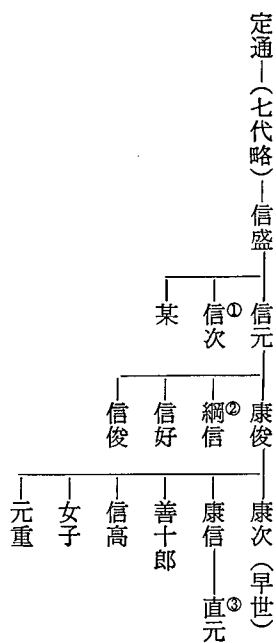 定通―(七代略)―信盛
信元
①信次
某
康俊
②綱信
信好
信俊
康次(早世)
康信
③直元
善十郎
信高
女子
元重